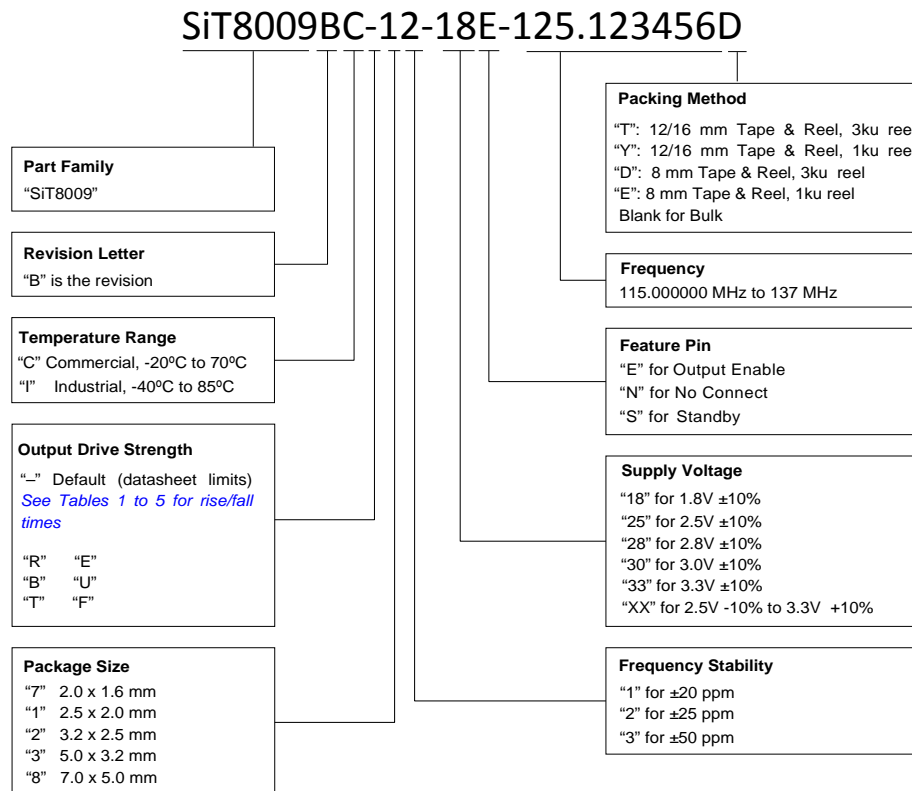 SiT8009BC-12-18E-125.123456D
Part Family
“SiT8009”
Revision Letter
“B” is the revision
Temperature Range
“C” Commercial, -20ºC to 70ºC
“I” Industrial, -40ºC to 85ºC
Output Drive Strength
“–” Default (datasheet limits)
See Tables 1 to 5 for rise/fall
times
“R” “E”
“B” “U”
“T” “F”
Package Size
“7” 2.0 x 1.6 mm
“1” 2.5 x 2.0 mm
“2” 3.2 x 2.5 mm
“3” 5.0 x 3.2 mm
“8” 7.0 x 5.0 mm
Packing Method
“T”: 12/16 mm Tape & Reel, 3ku ree
“Y”: 12/16 mm Tape & Reel, 1ku ree
“D”: 8 mm Tape & Reel, 3ku reel
“E”: 8 mm Tape & Reel, 1ku reel
Blank for Bulk
Frequency
115.000000 MHz to 137 MHz
Feature Pin
“E” for Output Enable
“N” for No Connect
“S” for Standby
Supply Voltage
“18” for 1.8V ±10%
“25” for 2.5V ±10%
“28” for 2.8V ±10%
“30” for 3.0V ±10%
“33” for 3.3V ±10%
“XX” for 2.5V -10% to 3.3V +10%
Frequency Stability
“1” for ±20 ppm
“2” for ±25 ppm
“3” for ±50 ppm